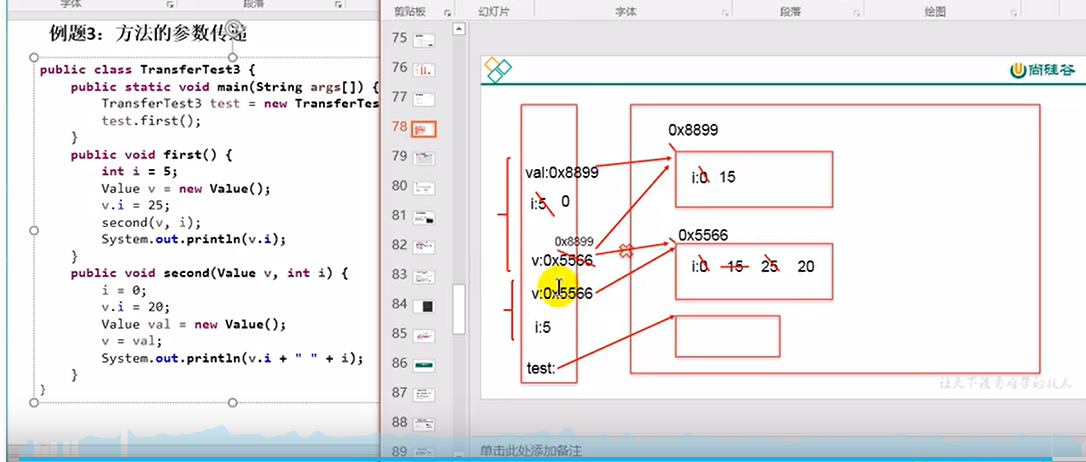 剪贴板
幻灯片
字体
段落
绘图
字体
段落
例题3：方法的参数传递
public class TransferTest3 {
public static void main(String args[]) {
TransferTest3 test = new TransferTes
test.first();
}
public void first() {
int i = 5;
Value v = new Value();
v.i = 25;
second(v, i);
System.out.println(v.i);
}
public void second(Value v, int i) {
i = 0;
v.i = 20;
Value val = new Value();
v = val;
System.out.println(v.i + " " + i);
}
}
75
76
77
78
79
80
81
82
83
84
85
86
87
88
89
尚硅谷
0x8899
val:0x8899
i:0 15
i:5 0
0x8899
0x5566
v:0x5566
i:0 15 25 20
v:0x5566
i:5
test:
让天下没有难学的技术
单击此处添加备注